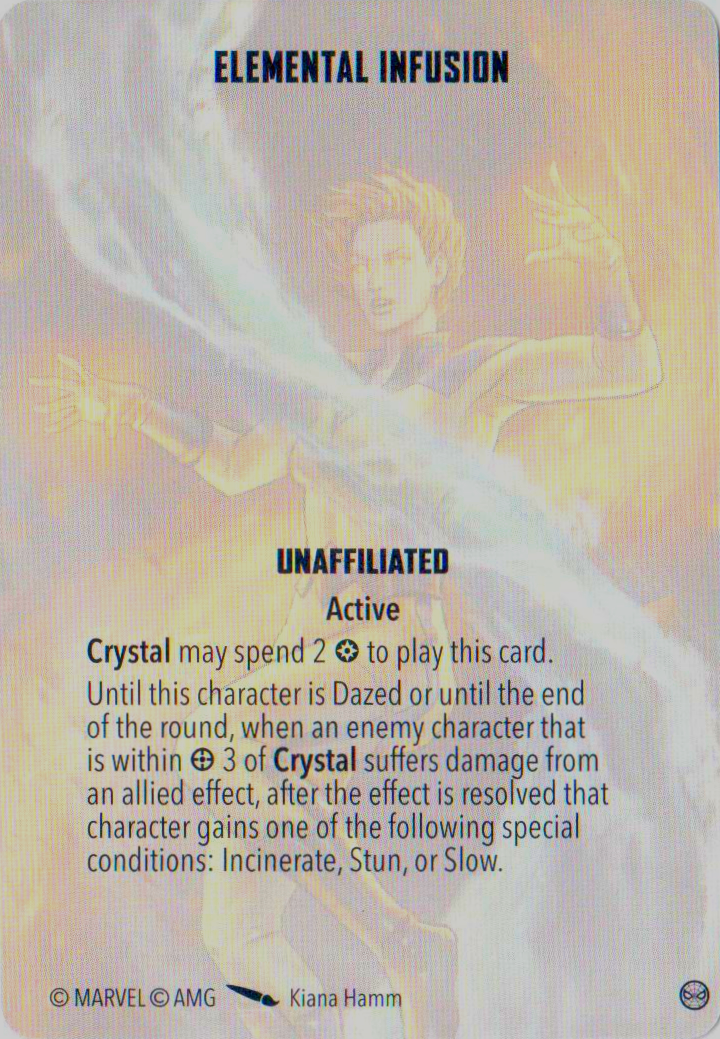 ELEMENTAL INFUSION
UNAFFILIATED
Active
Crystal may spend 2 to play this card.
Until this character is Dazed or until the end
of the round, when an enemy character that
is within 3 of Crystal suffers damage from
an allied effect, after the effect is resolved that
character gains one of the following special
conditions: Incinerate, Stun, or Slow.
© MARVEL © AMG Kiana Hamm